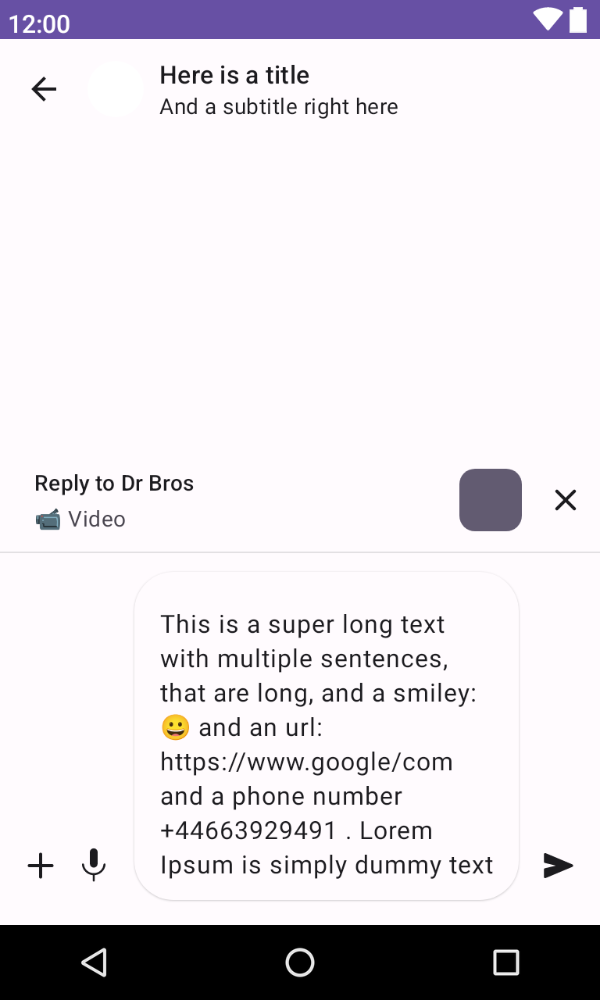 12:00
Here is a title
And a subtitle right here
Reply to Dr Bros
📹 Video
This is a super long text
with multiple sentences,
that are long, and a smiley:
😀 and an url:
https://www.google/com
and a phone number
+44663929491 . Lorem
Ipsum is simply dummy text